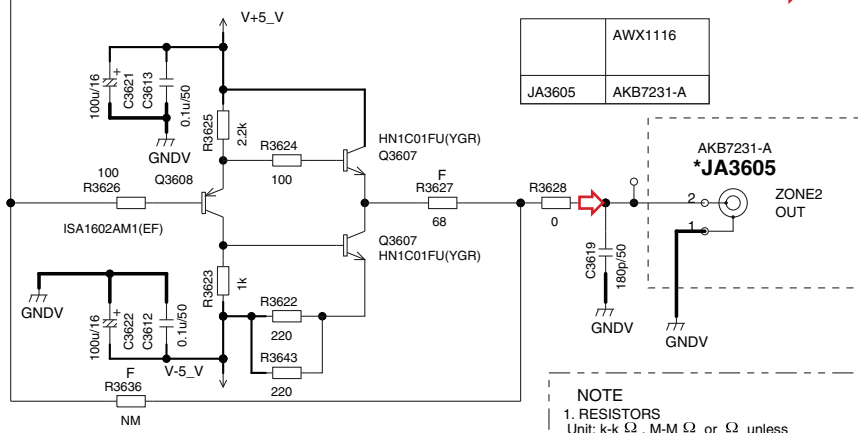 V+5_V
AWX1116
JA3605 AKB7231-A
100u/16
+
C3621
C3613
0.1u/50
GNDV
R3625
2.2k
R3624
100
HN1C01FU(YGR)
Q3607
100
R3626
Q3608
ISA1602AM1(EF)
F
R3627
68
R3628
0
AKB7231-A
*JA3605
2
1
ZONE2
OUT
Q3607
HN1C01FU(YGR)
C3619
180p/50
GNDV
GNDV
R3623
1k
GNDV
100u/16
+
C3622
C3612
0.1u/50
R3622
220
R3643
220
V-5_V
F
R3636
NM
NOTE
1. RESISTORS
Unit: k-k Ω , M-M Ω or Ω unless